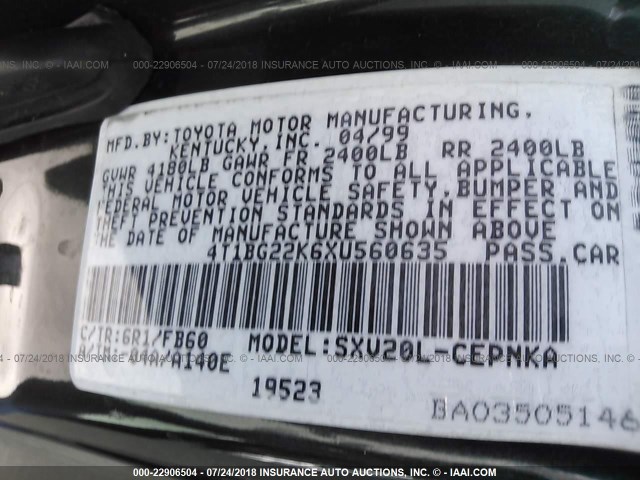 000-22906504 - 07/24/2018 INSURANCE AUTO AUCTIONS, INC. - © IAAI.COM
MFD.BY:TOYOTA MOTOR MANUFACTURING,
KENTUCKY,INC. 04/99
GVWR 4180LB GAWR FR 2400LB RR 2400LB
THIS VEHICLE CONFORMS TO ALL APPLICABLE
FEDERAL MOTOR VEHICLE SAFETY,BUMPER AND
THEFT PREVENTION STANDARDS IN EFFECT ON
THE DATE OF MANUFACTURE SHOWN ABOVE
4T1BG22K6XU560635 PASS.CAR
C/TR:6R1/FB60 MODEL:SXV20L-CEPNKA
A140E
19523
BA03505146
000-22906504 - 07/24/2018 INSURANCE AUTO AUCTIONS, INC. - © IAAI.COM